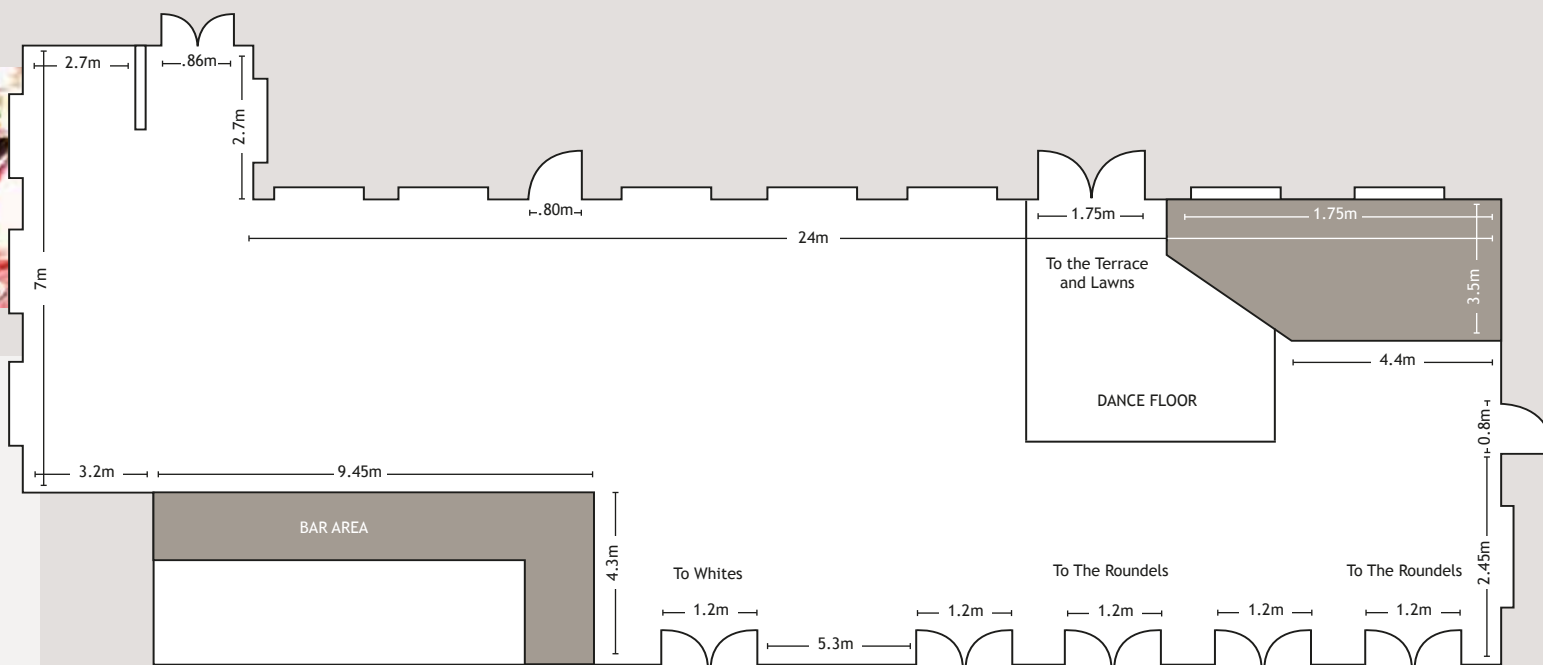 2.7m
.86m
2.7m
.80m
1.75m
1.75m
24m
To the Terrace
and Lawns
7m
3.5m
4.4m
DANCE FLOOR
0.8m
3.2m
9.45m
BAR AREA
4.3m
To Whites
To The Roundels
To The Roundels
2.45m
1.2m
1.2m
1.2m
1.2m
1.2m
5.3m